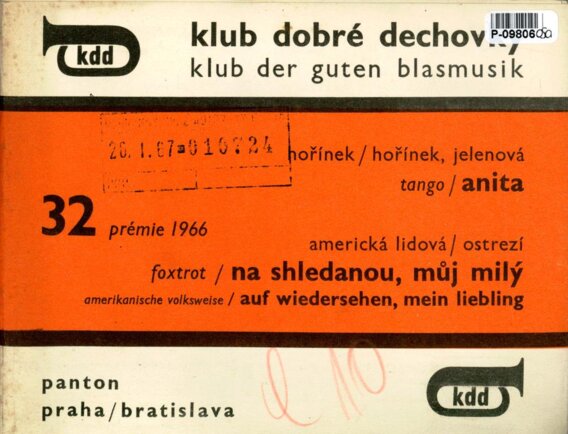 kdd
klub dobré dechovky
klub der guten blasmusik
P-09806
26.1.67 010724
hořínek / hořínek, jelenová
tango / anita
32 prémie 1966
americká lidová / ostrezí
foxtrot / na shledanou, můj milý
amerikanische volksweise / auf wiedersehen, mein liebling
panton
praha/bratislava
kdd